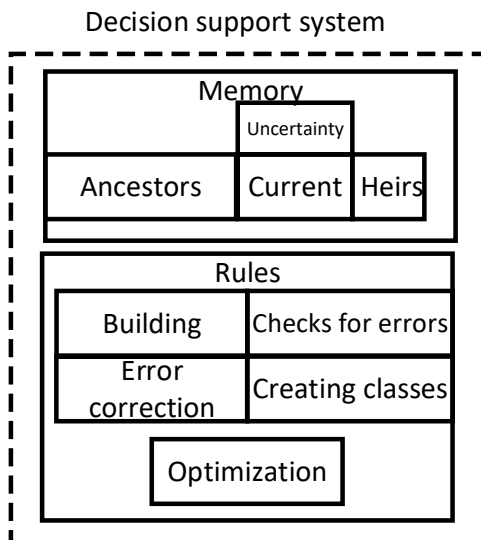 Decision support system
Memory
Uncertainty
Ancestors Current Heirs
Rules
Building Checks for errors
Error
correction Creating classes
Optimization